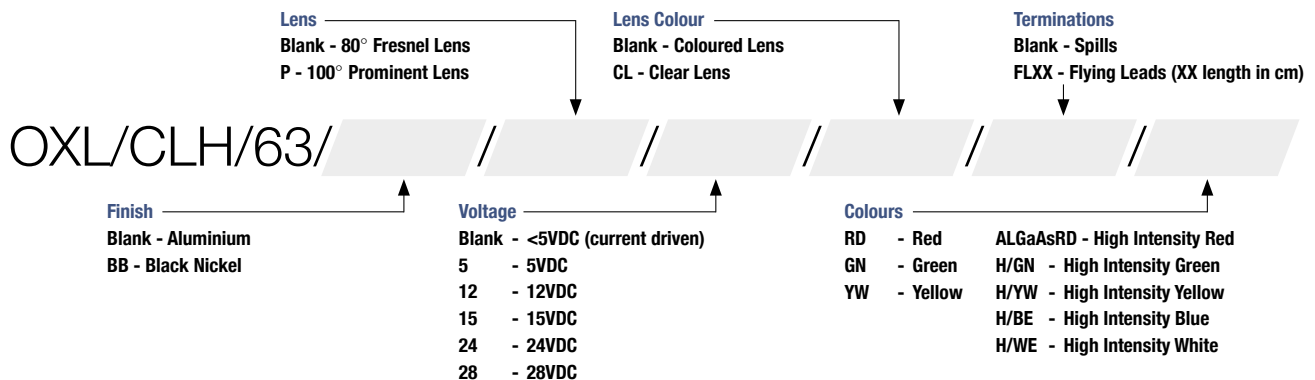 Lens
Blank - 80° Fresnel Lens
P - 100° Prominent Lens
Lens Colour
Blank - Coloured Lens
CL - Clear Lens
Terminations
Blank - Spills
FLXX - Flying Leads (XX length in cm)
OXL/CLH/63/ / / / / /
Finish
Blank - Aluminium
BB - Black Nickel
Voltage
Blank - <5VDC (current driven)
5 - 5VDC
12 - 12VDC
15 - 15VDC
24 - 24VDC
28 - 28VDC
Colours
RD - Red
GN - Green
YW - Yellow
ALGaAsRD - High Intensity Red
H/GN - High Intensity Green
H/YW - High Intensity Yellow
H/BE - High Intensity Blue
H/WE - High Intensity White